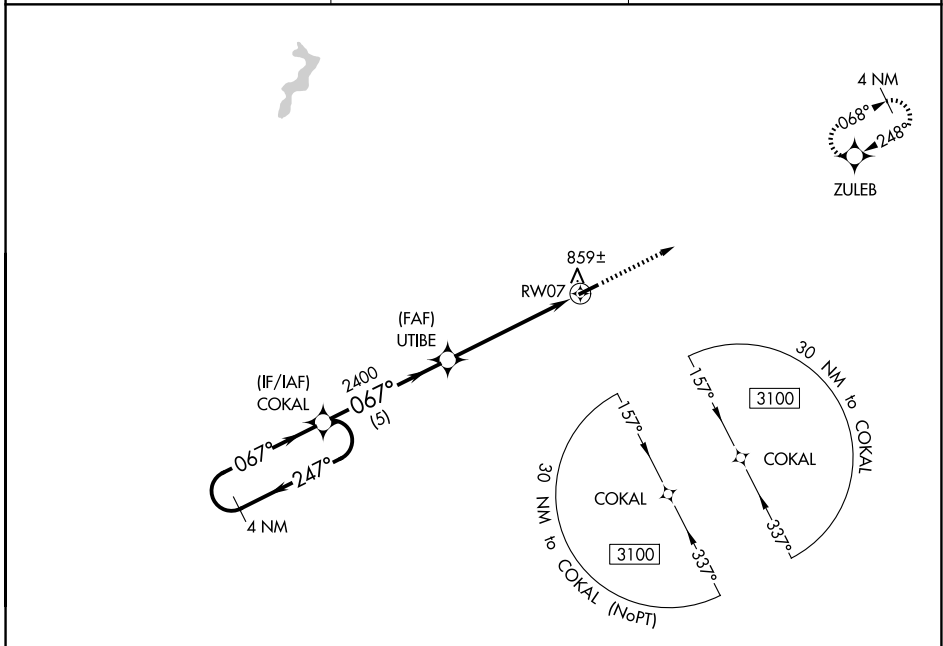 4 NM
068°
248°
ZULEB
859±
RW07
(FAF)
UTIBE
(IF/IAF)
COKAL
2400
067°
(5)
067°
247°
4 NM
30 NM to COKAL
157°
3100
COKAL
337°
157°
COKAL
3100
337°
30 NM to COKAL (NoPT)